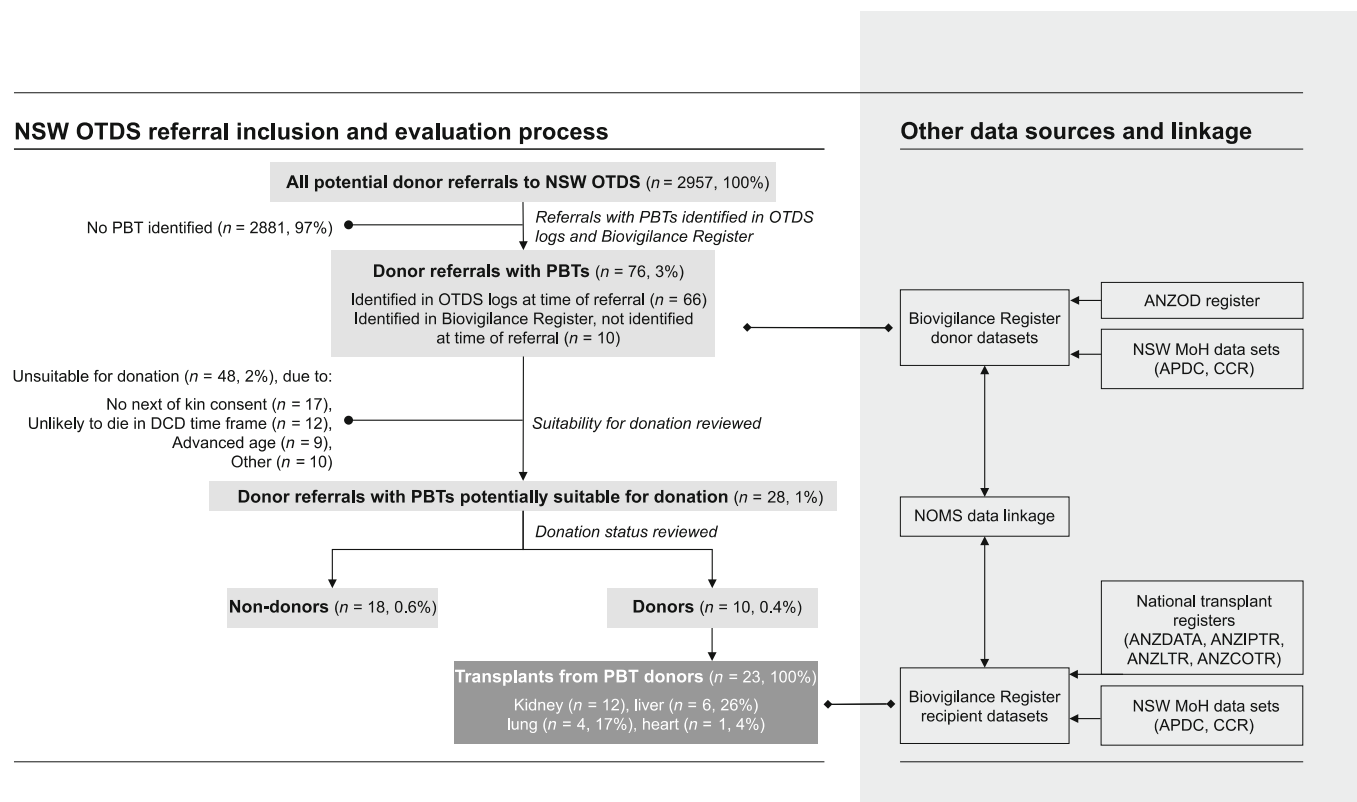 NSW OTDS referral inclusion and evaluation process
All potential donor referrals to NSW OTDS (n = 2957, 100%)
No PBT identified (n = 2881, 97%)
Referrals with PBTs identified in OTDS
logs and Biovigilance Register
Donor referrals with PBTs (n = 76, 3%)
Identified in OTDS logs at time of referral (n = 66)
Identified in Biovigilance Register, not identified
at time of referral (n = 10)
Unsuitable for donation (n = 48, 2%), due to:
No next of kin consent (n = 17),
Unlikely to die in DCD time frame (n = 12),
Advanced age (n = 9),
Other (n = 10)
Suitability for donation reviewed
Donor referrals with PBTs potentially suitable for donation (n = 28, 1%)
Donation status reviewed
Non-donors (n = 18, 0.6%)
Donors (n = 10, 0.4%)
Transplants from PBT donors (n = 23, 100%)
Kidney (n = 12), liver (n = 6, 26%)
lung (n = 4, 17%), heart (n = 1, 4%)
Other data sources and linkage
Biovigilance Register
donor datasets
ANZOD register
NSW MoH data sets
(APDC, CCR)
NOMS data linkage
National transplant
registers
(ANZDATA, ANZIPTR,
ANZLTR, ANZCOTR)
Biovigilance Register
recipient datasets
NSW MoH data sets
(APDC, CCR)